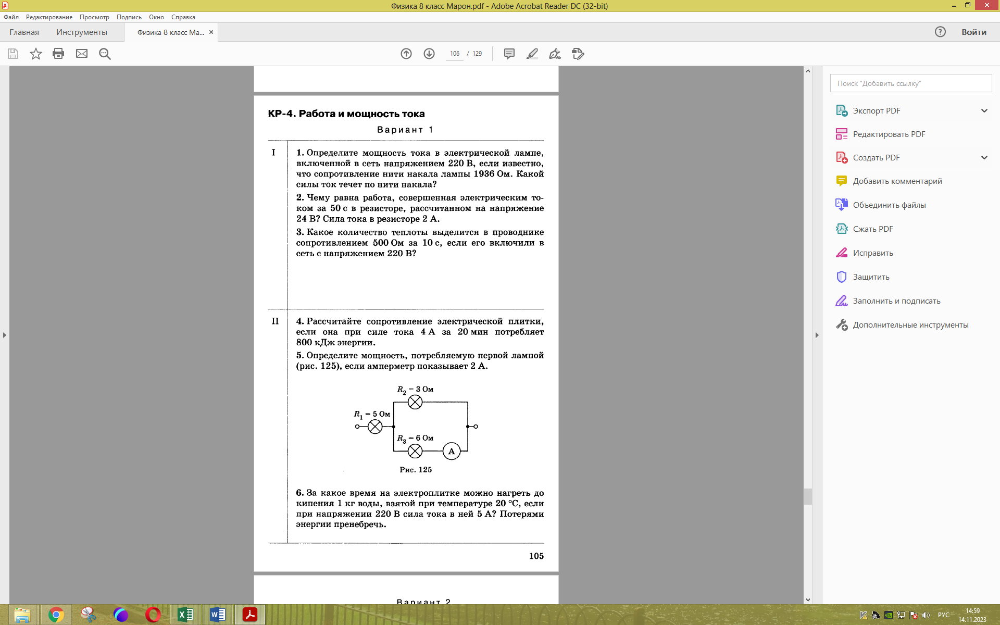 Физика 8 класс Марон.pdf - Adobe Acrobat Reader DC (32-bit)
Файл Редактирование Просмотр Подпись Окно Справка
Главная Инструменты Физика 8 класс Ма... × Войти
106 / 129
КР-4. Работа и мощность тока
Вариант 1
I
1. Определите мощность тока в электрической лампе,
включенной в сеть напряжением 220 В, если известно,
что сопротивление нити накала лампы 1936 Ом. Какой
силы ток течет по нити накала?
2. Чему равна работа, совершенная электрическим то-
ком за 50 с в резисторе, рассчитанном на напряжение
24 В? Сила тока в резисторе 2 А.
3. Какое количество теплоты выделится в проводнике
сопротивлением 500 Ом за 10 с, если его включили в
сеть с напряжением 220 В?
II
4. Рассчитайте сопротивление электрической плитки,
если она при силе тока 4 А за 20 мин потребляет
800 кДж энергии.
5. Определите мощность, потребляемую первой лампой
(рис. 125), если амперметр показывает 2 А.
R2 = 3 Ом
R1 = 5 Ом
R3 = 6 Ом
А
Рис. 125
6. За какое время на электроплитке можно нагреть до
кипения 1 кг воды, взятой при температуре 20 °С, если
при напряжении 220 В сила тока в ней 5 А? Потерями
энергии пренебречь.
105
Вариант 2
Поиск "Добавить ссылку"
Экспорт PDF
Редактировать PDF
Создать PDF
Добавить комментарий
Объединить файлы
Сжать PDF
Исправить
Защитить
Заполнить и подписать
Дополнительные инструменты
РУС
14:59
14.11.2023